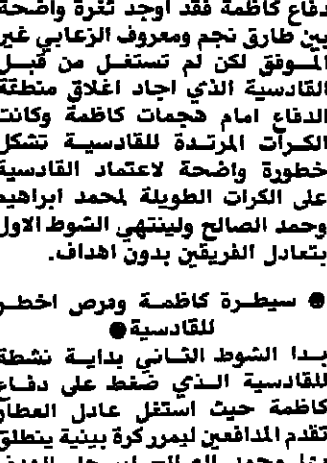 دفاع كاظمة فقد اوجد ثغرة واضحة
بين طارق نجم ومعروف الزعابي غير
المـوفق لكن لم تستغل من قبل
القادسية الذي اجاد اغلاق منطقة
الدفاع امام هجمات كاظمة وكانت
الكرات المرتدة للقادسية تشكل
خطورة واضحة لاعتماد القادسية
على الكرات الطويلة لمحمد ابراهيم
وحمد الصالح ولينتهي الشوط الاول
بتعادل الفريقين بدون اهداف.
● سيطرة كاظمة وفرص اخطر
للقادسية ●
بدا الشوط الثاني بداية نشطة
للقادسية الذي ضغط على دفاع
كاظمة حيث استغل عادل العطار
تقدم المدافعين ليمرر كرة بينية ينطلق
حمد الصالح